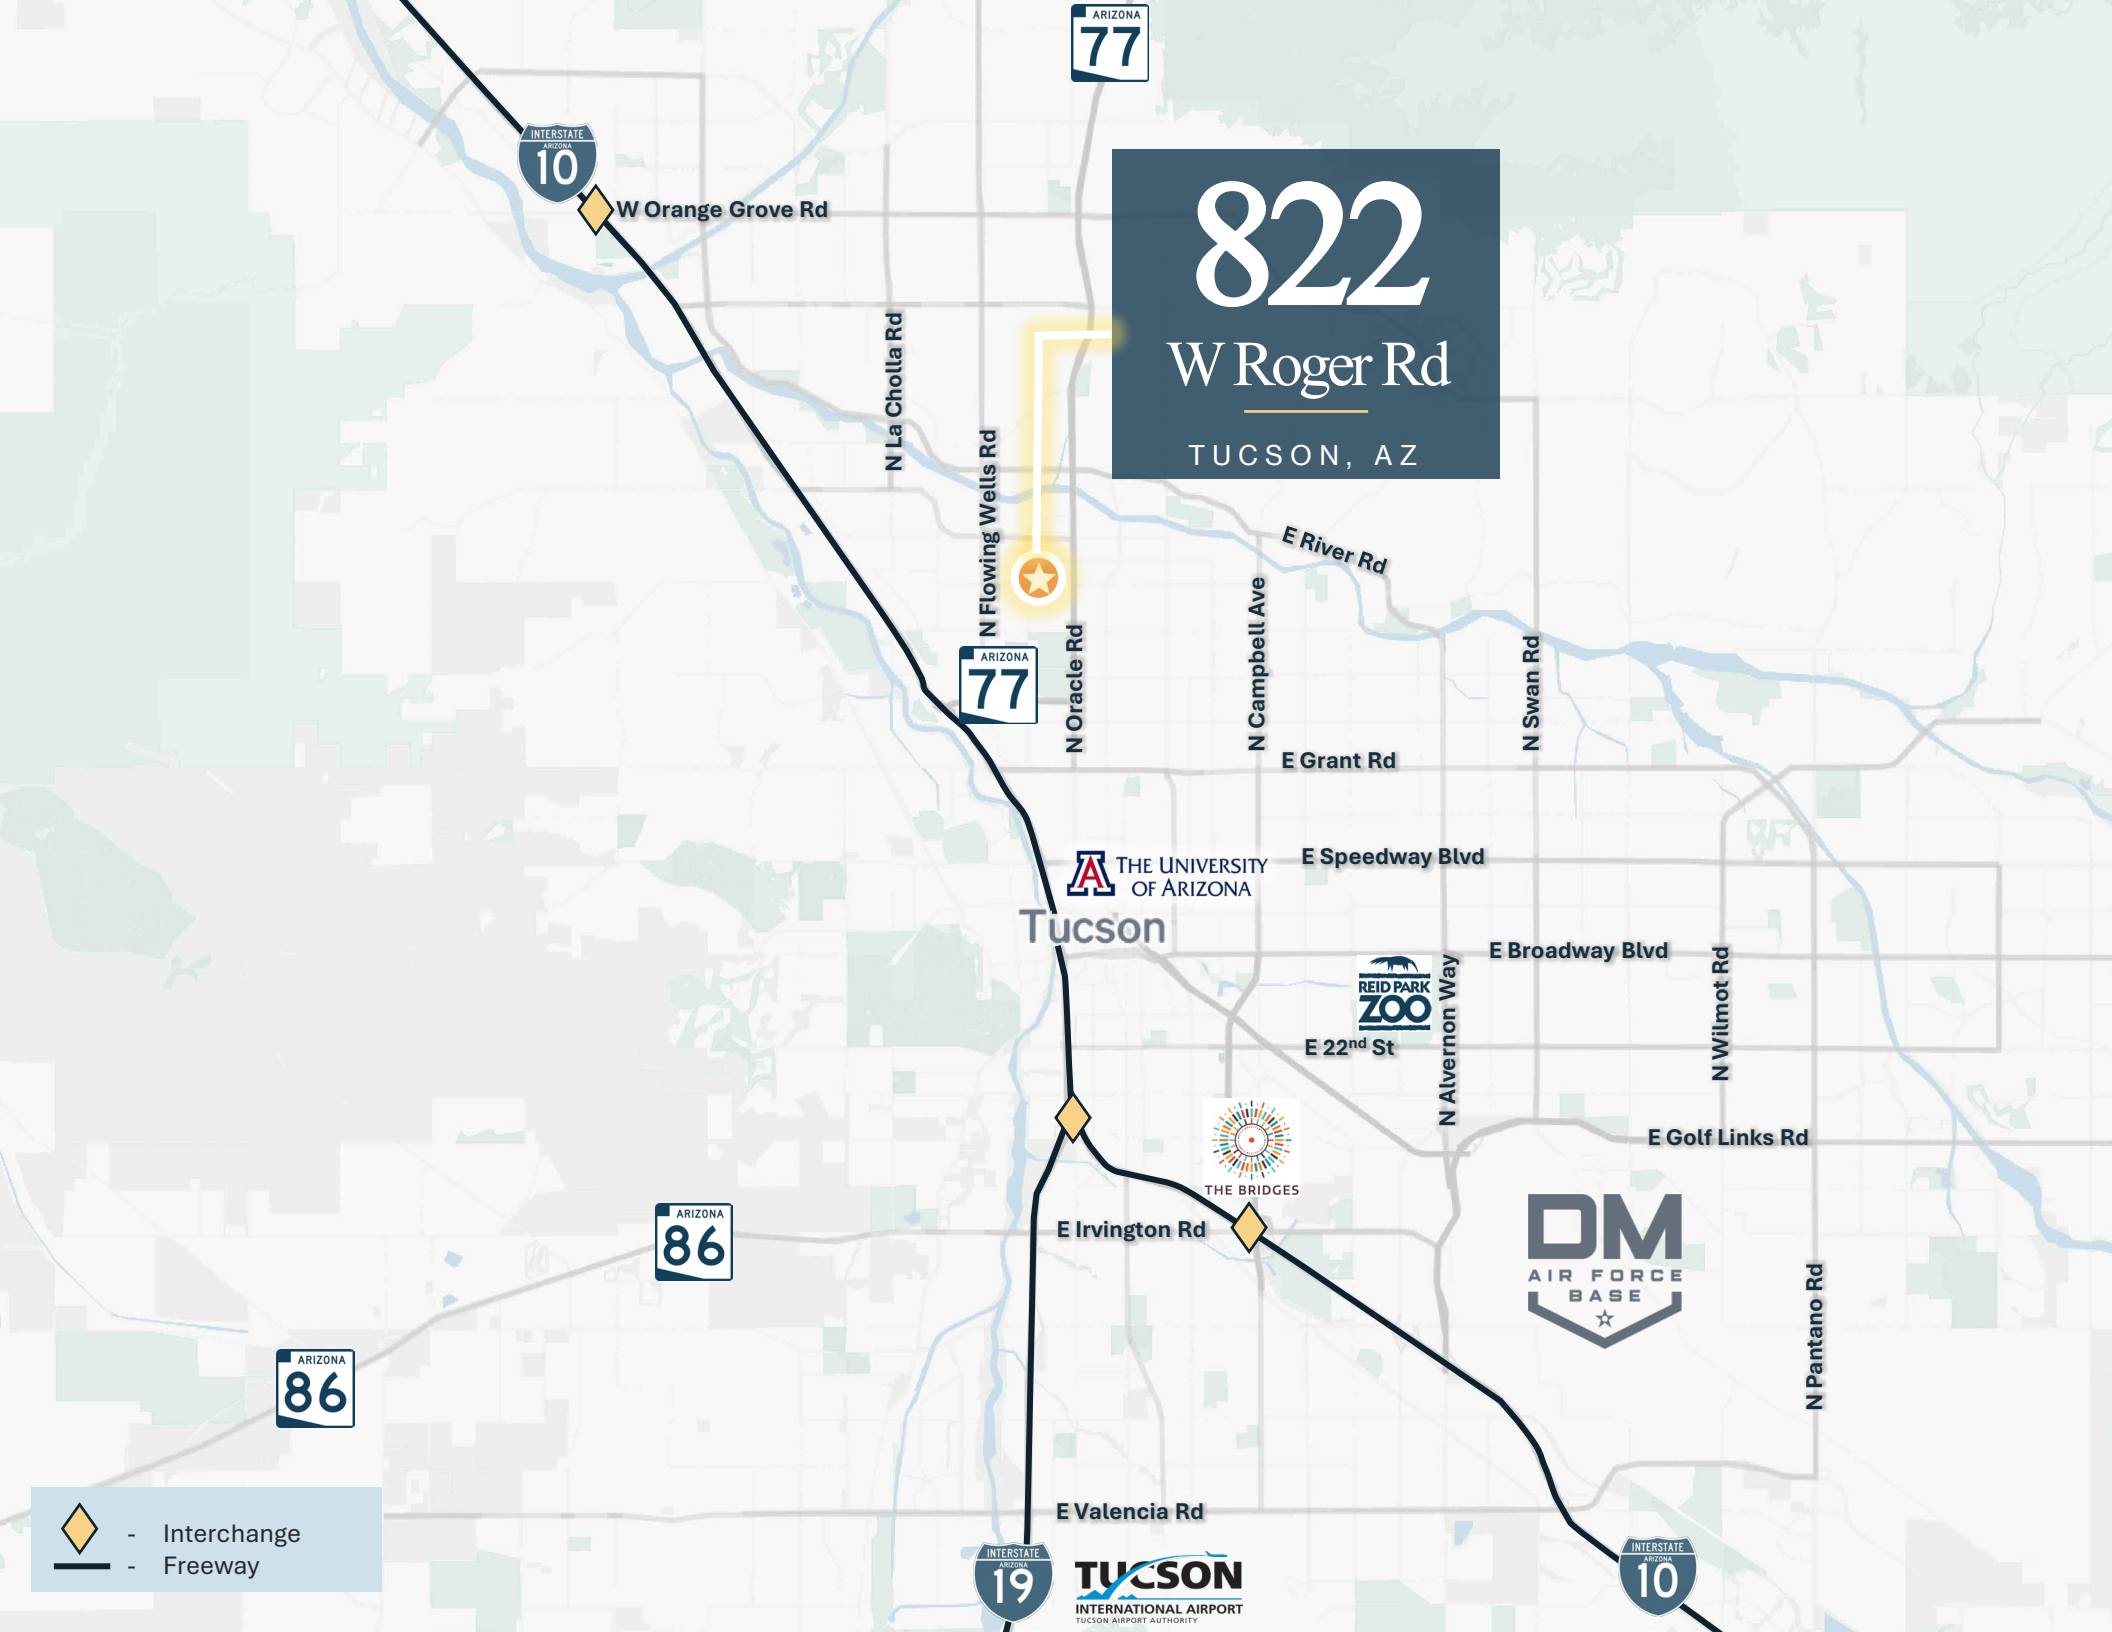 ARIZONA
77
INTERSTATE
ARIZONA
10
W Orange Grove Rd
822
W Roger Rd
TUCSON, AZ
N La Cholla Rd
N Flowing Wells Rd
E River Rd
N Campbell Ave
N Oracle Rd
N Swan Rd
ARIZONA
77
E Grant Rd
A
THE UNIVERSITY
OF ARIZONA
E Speedway Blvd
Tucson
E Broadway Blvd
REID PARK
ZOO
N Alvernon Way
N Wilmot Rd
E 22nd St
THE BRIDGES
E Golf Links Rd
ARIZONA
86
E Irvington Rd
DM
AIR FORCE
BASE
N Pantano Rd
ARIZONA
86
E Valencia Rd
- Interchange
- Freeway
INTERSTATE
ARIZONA
19
TUCSON
INTERNATIONAL AIRPORT
TUCSON AIRPORT AUTHORITY
INTERSTATE
ARIZONA
10